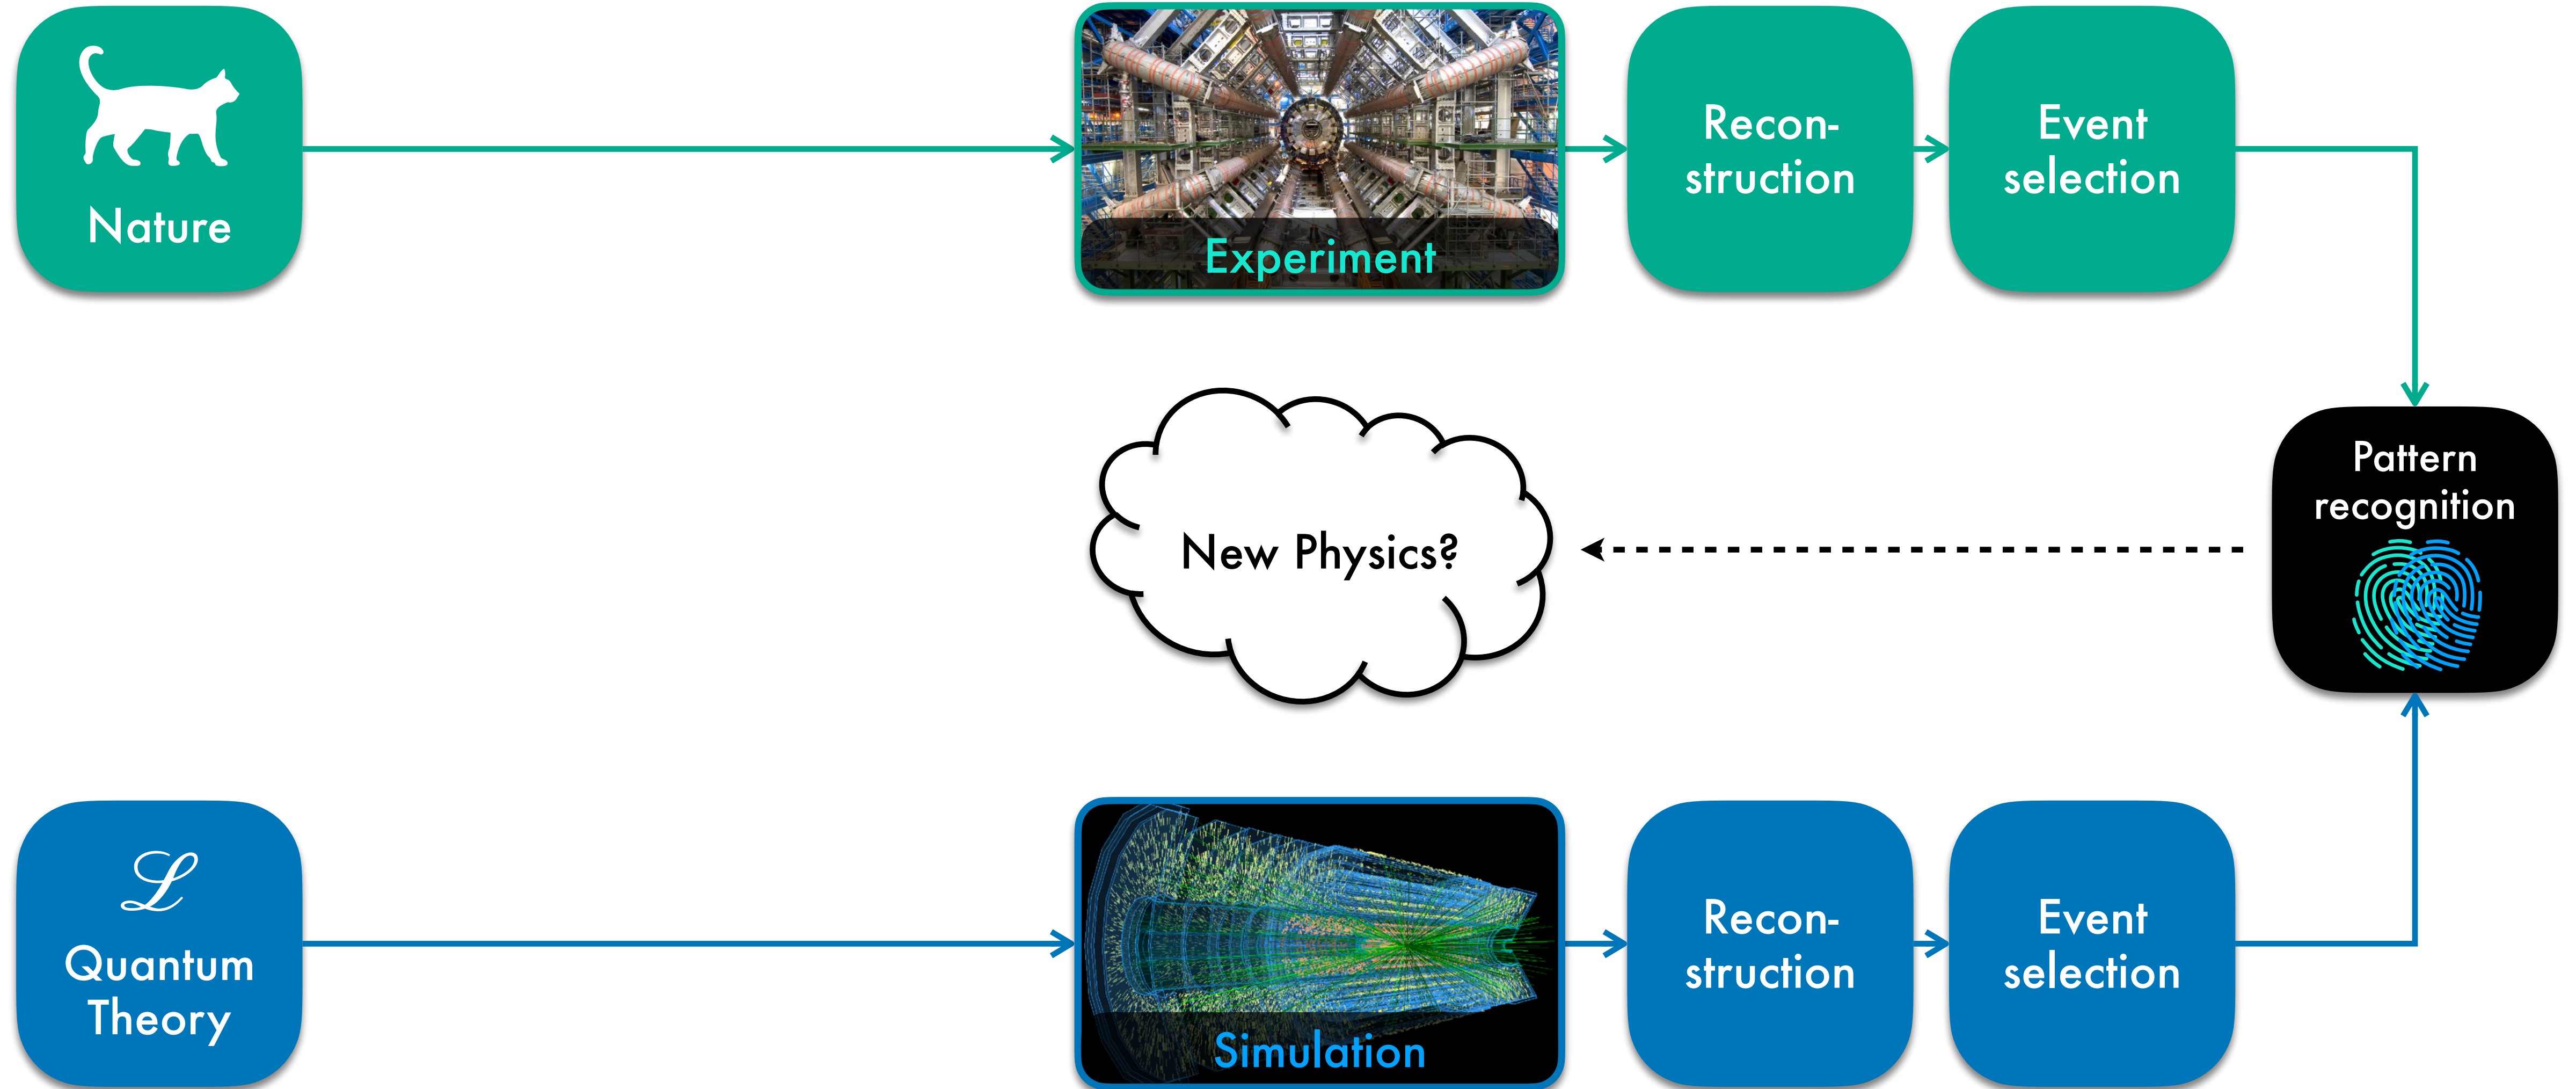 Nature
Experiment
Recon-
struction
Event
selection
New Physics?
Pattern
recognition
ℒ
Quantum
Theory
Simulation
Recon-
struction
Event
selection